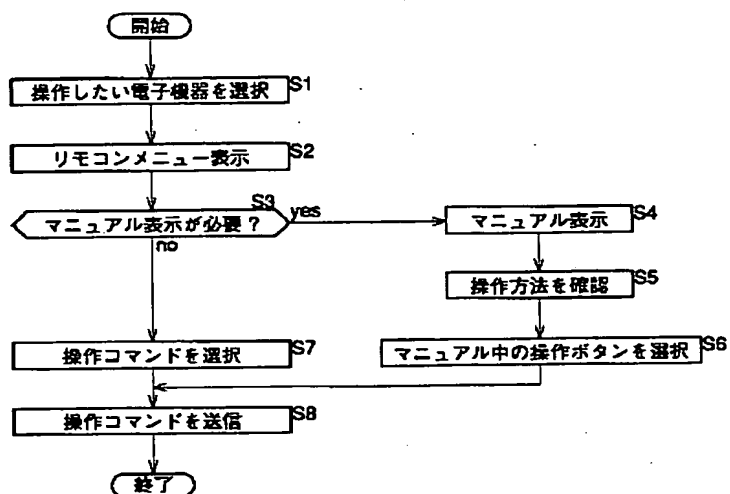 開始
操作したい電子機器を選択 S1
リモコンメニュー表示 S2
マニュアル表示が必要？ S3
yes
no
マニュアル表示 S4
操作方法を確認 S5
マニュアル中の操作ボタンを選択 S6
操作コマンドを選択 S7
操作コマンドを送信 S8
終了